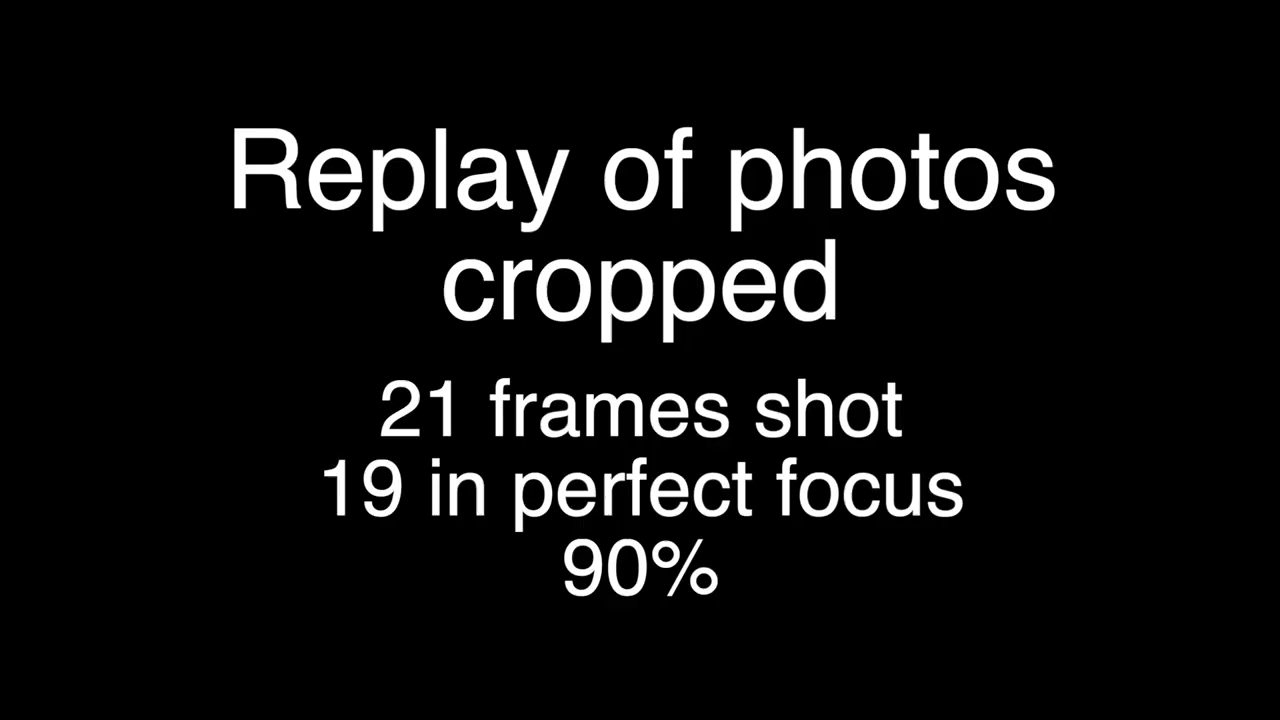 Replay of photos
cropped
21 frames shot
19 in perfect focus
90%